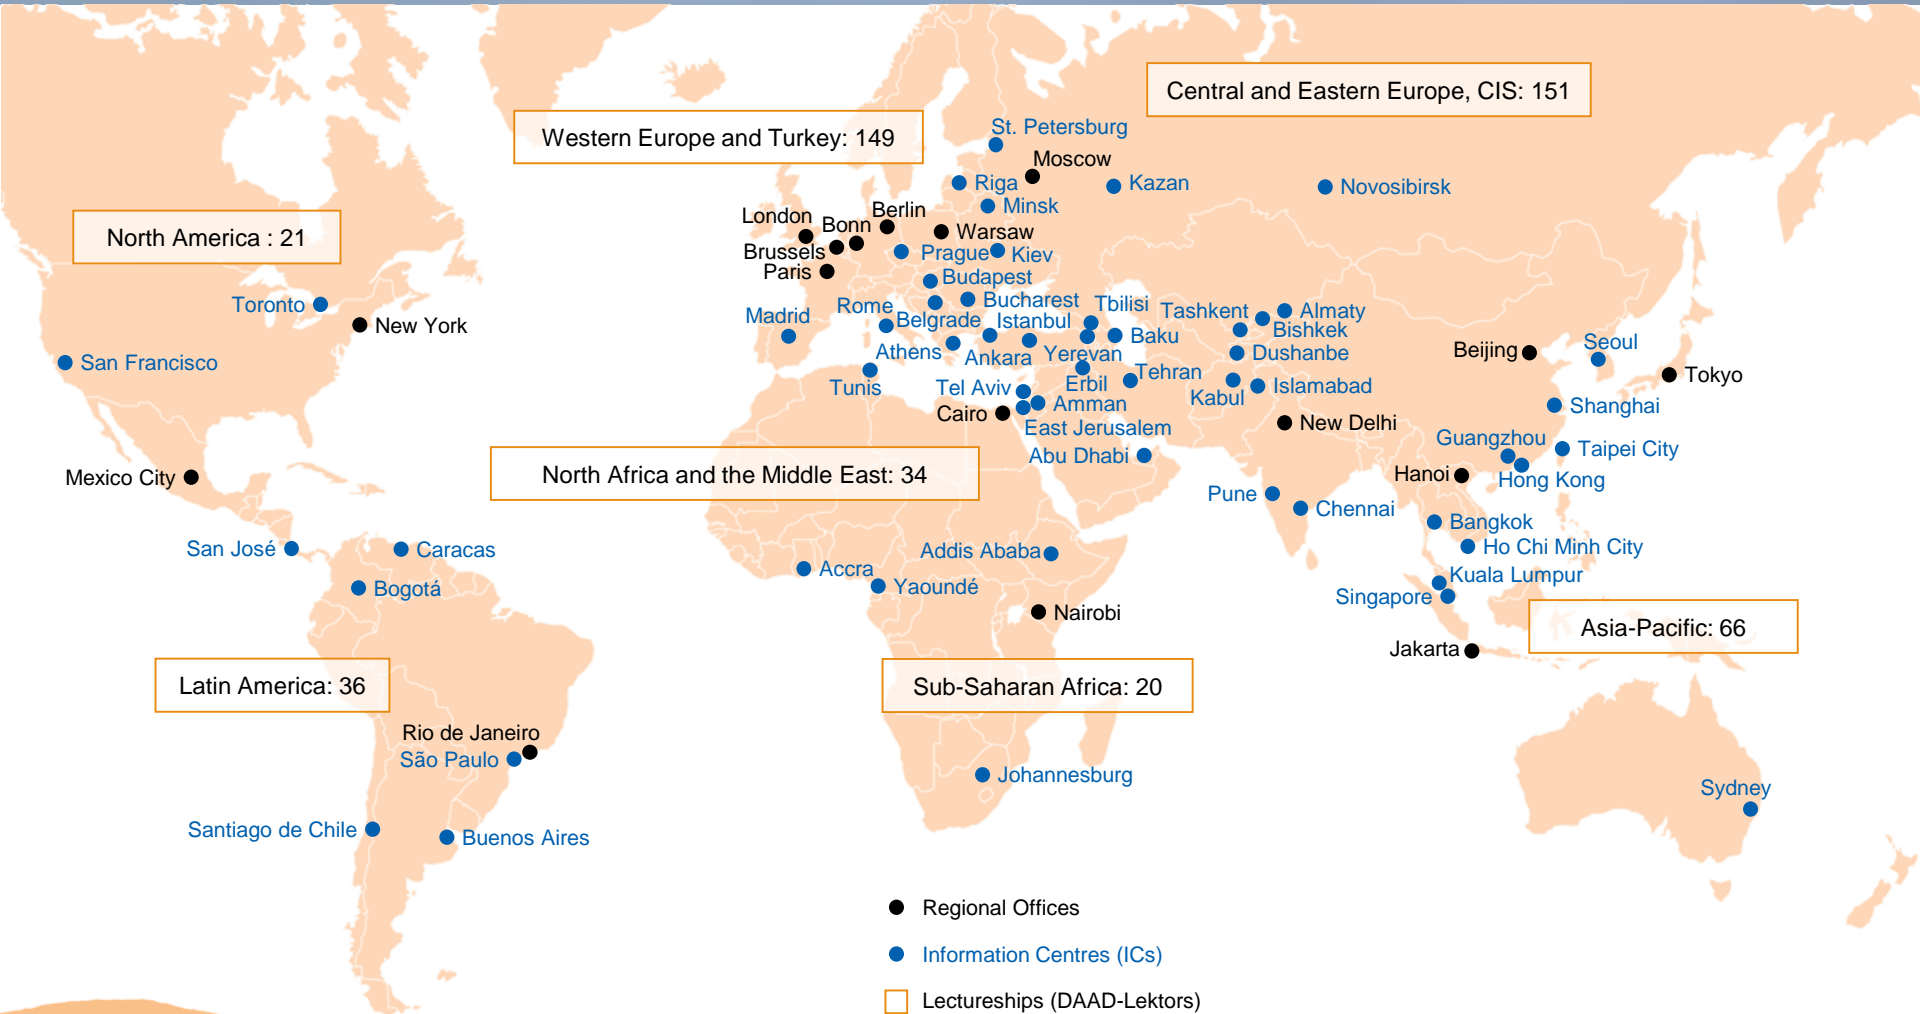 Central and Eastern Europe, CIS: 151
Western Europe and Turkey: 149
St. Petersburg
Moscow
Riga
Kazan
Novosibirsk
Minsk
North America : 21
London
Bonn
Berlin
Warsaw
Brussels
Prague
Kiev
Paris
Budapest
Toronto
New York
Madrid
Rome
Belgrade
Bucharest
Istanbul
Tbilisi
Tashkent
Almaty
Bishkek
San Francisco
Athens
Ankara
Yerevan
Baku
Dushanbe
Beijing
Seoul
Tokyo
Tunis
Tel Aviv
Erbil
Tehran
Kabul
Islamabad
Cairo
Amman
East Jerusalem
New Delhi
Shanghai
Abu Dhabi
Guangzhou
Taipei City
Mexico City
North Africa and the Middle East: 34
Hanoi
Hong Kong
Pune
Chennai
Bangkok
San José
Caracas
Addis Ababa
Ho Chi Minh City
Bogotá
Accra
Yaoundé
Kuala Lumpur
Singapore
Nairobi
Asia-Pacific: 66
Jakarta
Latin America: 36
Sub-Saharan Africa: 20
Rio de Janeiro
São Paulo
Johannesburg
Sydney
Santiago de Chile
Buenos Aires
Regional Offices
Information Centres (ICs)
Lectureships (DAAD-Lektors)